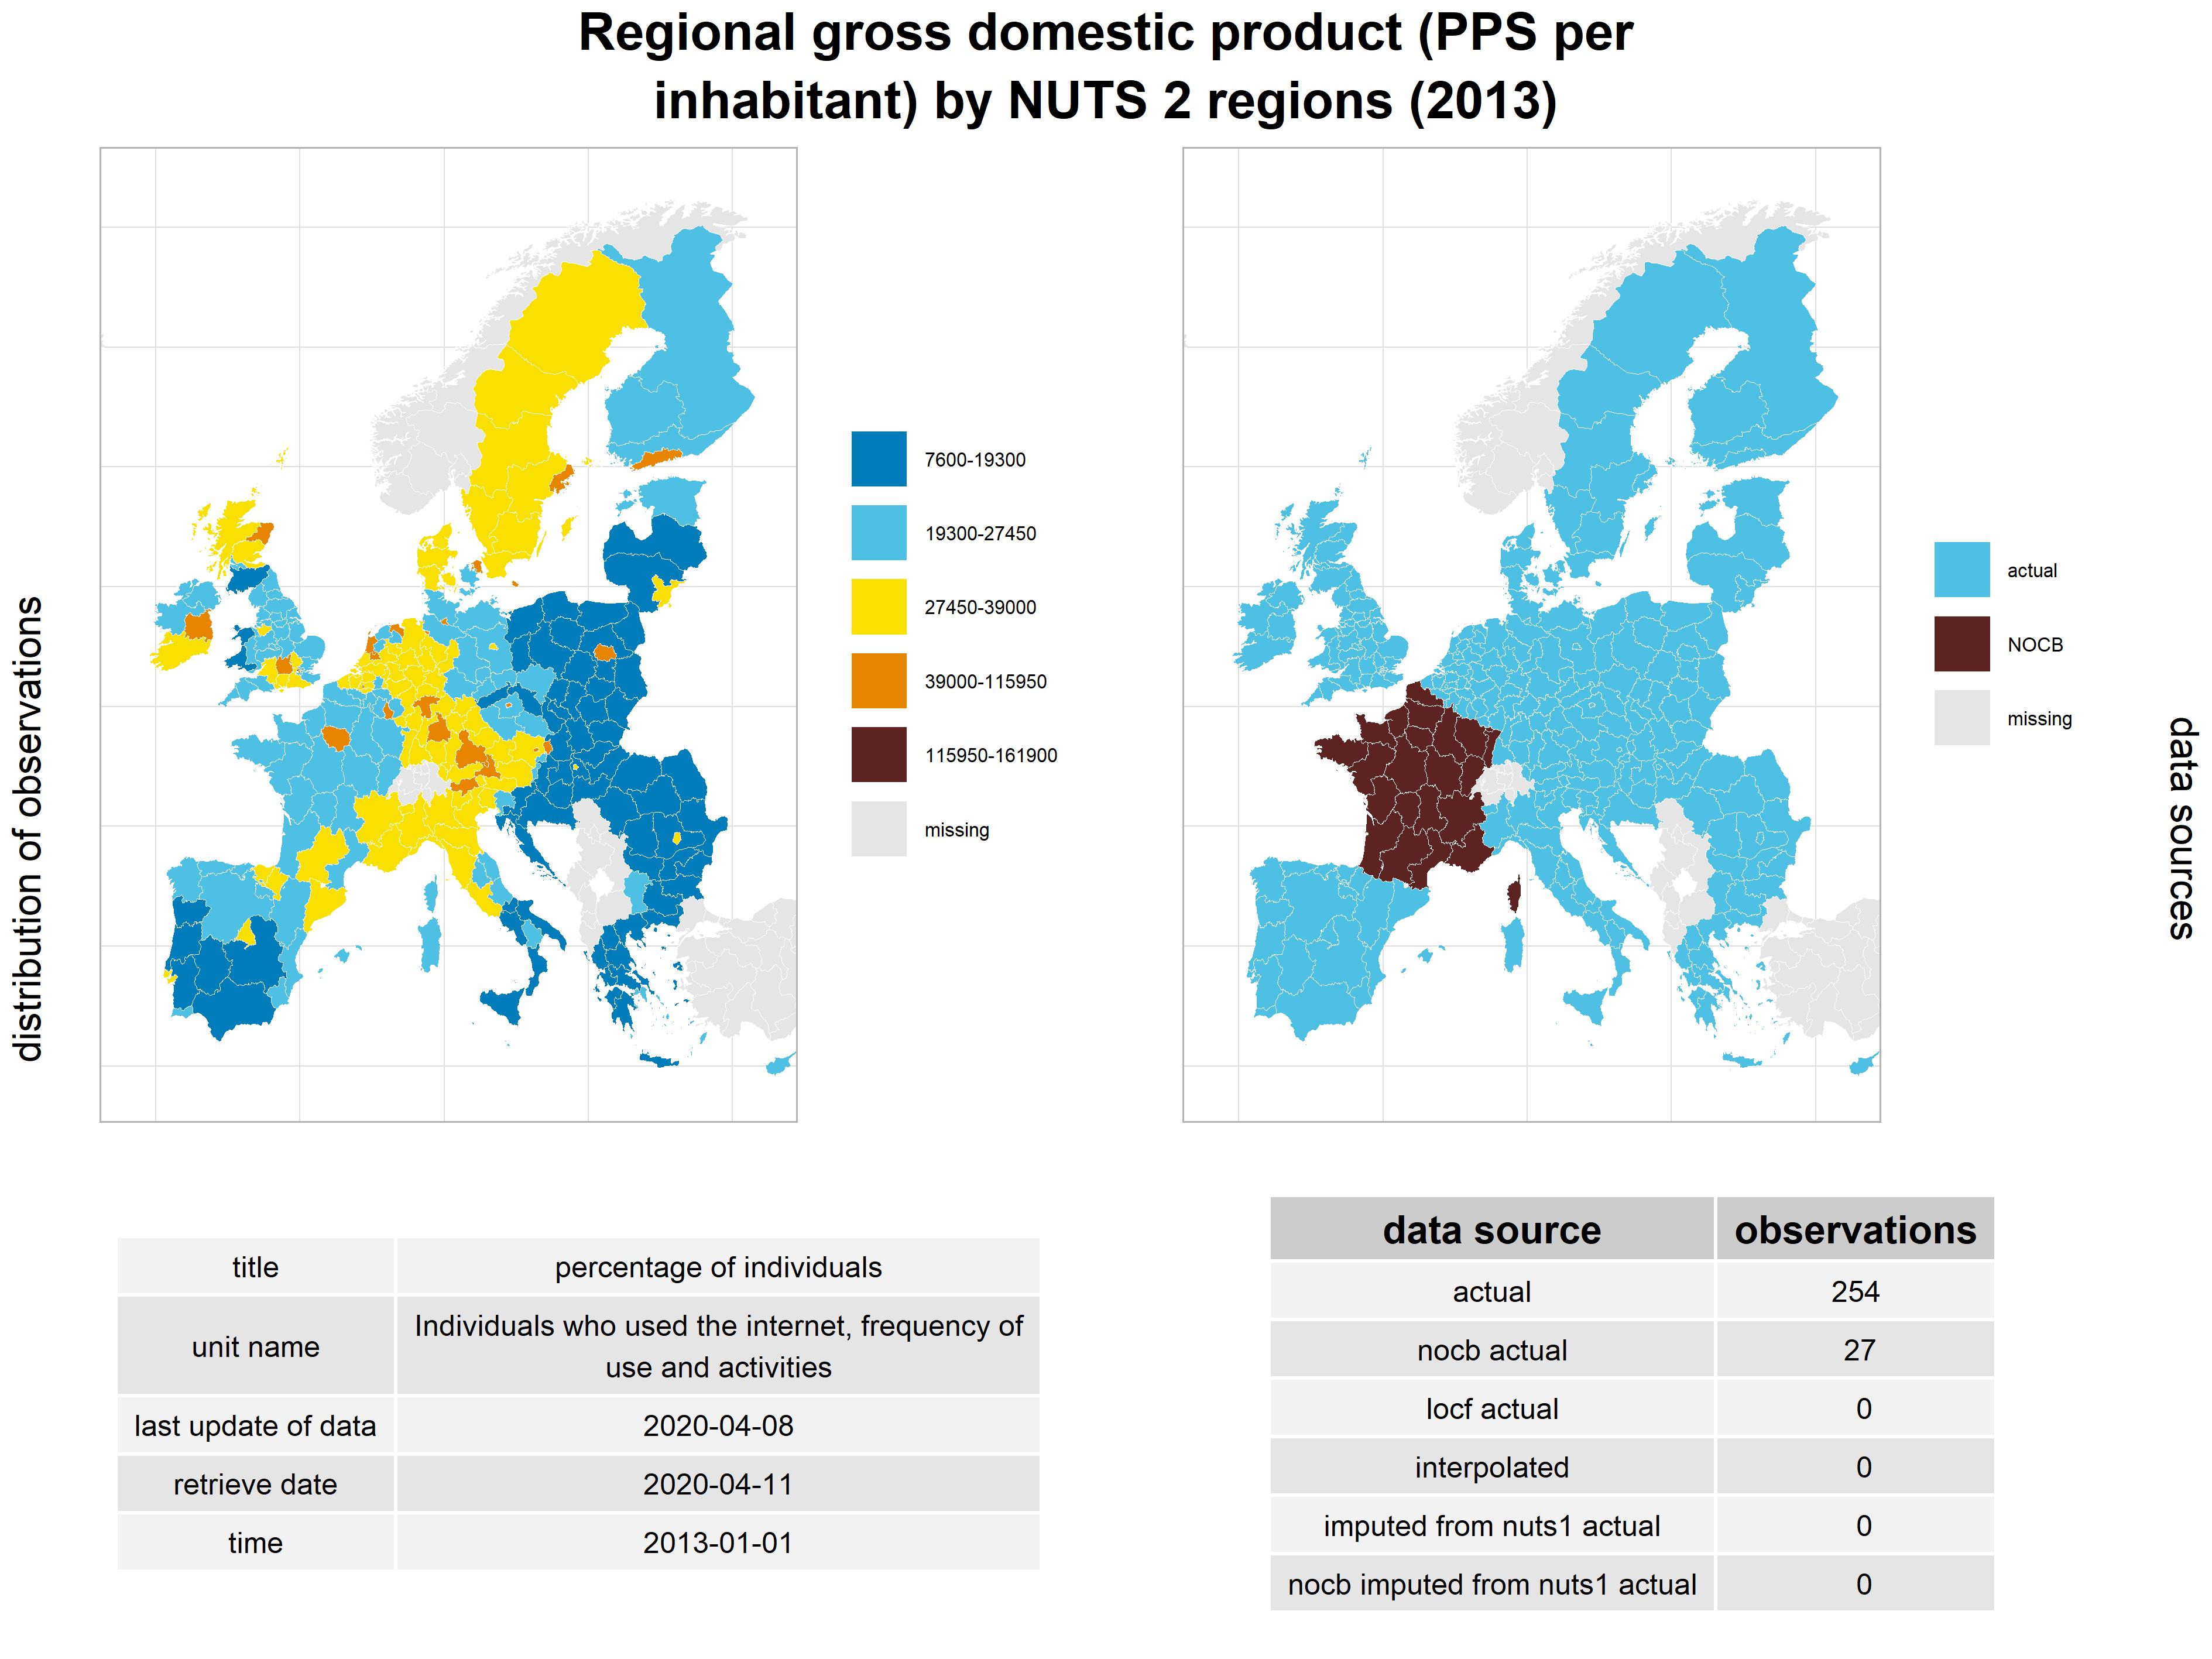 Regional gross domestic product (PPS per
inhabitant) by NUTS 2 regions (2013)
distribution of observations
7600-19300
19300-27450
27450-39000
39000-115950
115950-161900
missing
actual
NOCB
missing
data sources
title percentage of individuals
unit name Individuals who used the internet, frequency of
use and activities
last update of data 2020-04-08
retrieve date 2020-04-11
time 2013-01-01
data source observations
actual 254
nocb actual 27
locf actual 0
interpolated 0
imputed from nuts1 actual 0
nocb imputed from nuts1 actual 0